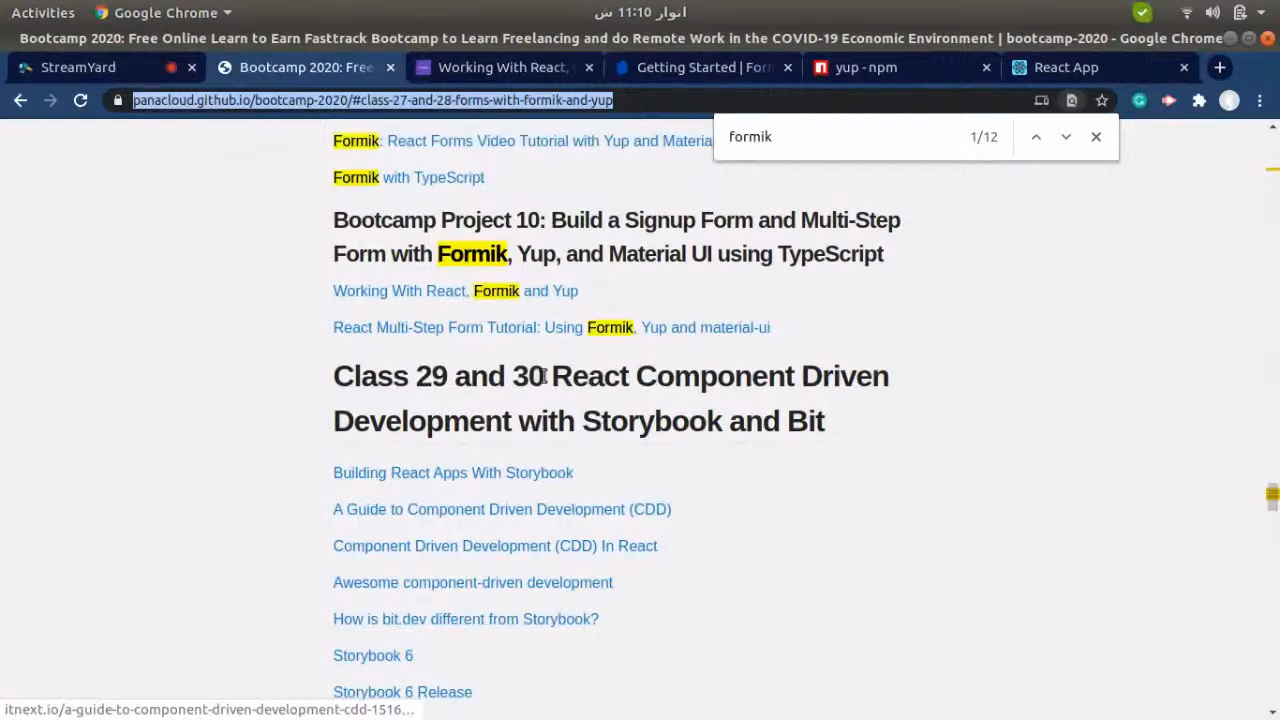 Activities
Google Chrome
اتوار 11:10 ش
Bootcamp 2020: Free Online Learn to Earn Fasttrack Bootcamp to Learn Freelancing and do Remote Work in the COVID-19 Economic Environment | bootcamp-2020 - Google Chrome
StreamYard
Bootcamp 2020: Free
Working With React,
Getting Started | For
yup - npm
React App
panacloud.github.io/bootcamp-2020/#class-27-and-28-forms-with-formik-and-yup
formik
1/12
Formik: React Forms Video Tutorial with Yup and Materia
Formik with TypeScript
Bootcamp Project 10: Build a Signup Form and Multi-Step
Form with Formik, Yup, and Material UI using TypeScript
Working With React, Formik and Yup
React Multi-Step Form Tutorial: Using Formik, Yup and material-ui
Class 29 and 30 React Component Driven
Development with Storybook and Bit
Building React Apps With Storybook
A Guide to Component Driven Development (CDD)
Component Driven Development (CDD) In React
Awesome component-driven development
How is bit.dev different from Storybook?
Storybook 6
Storybook 6 Release
itnext.io/a-guide-to-component-driven-development-cdd-1516...